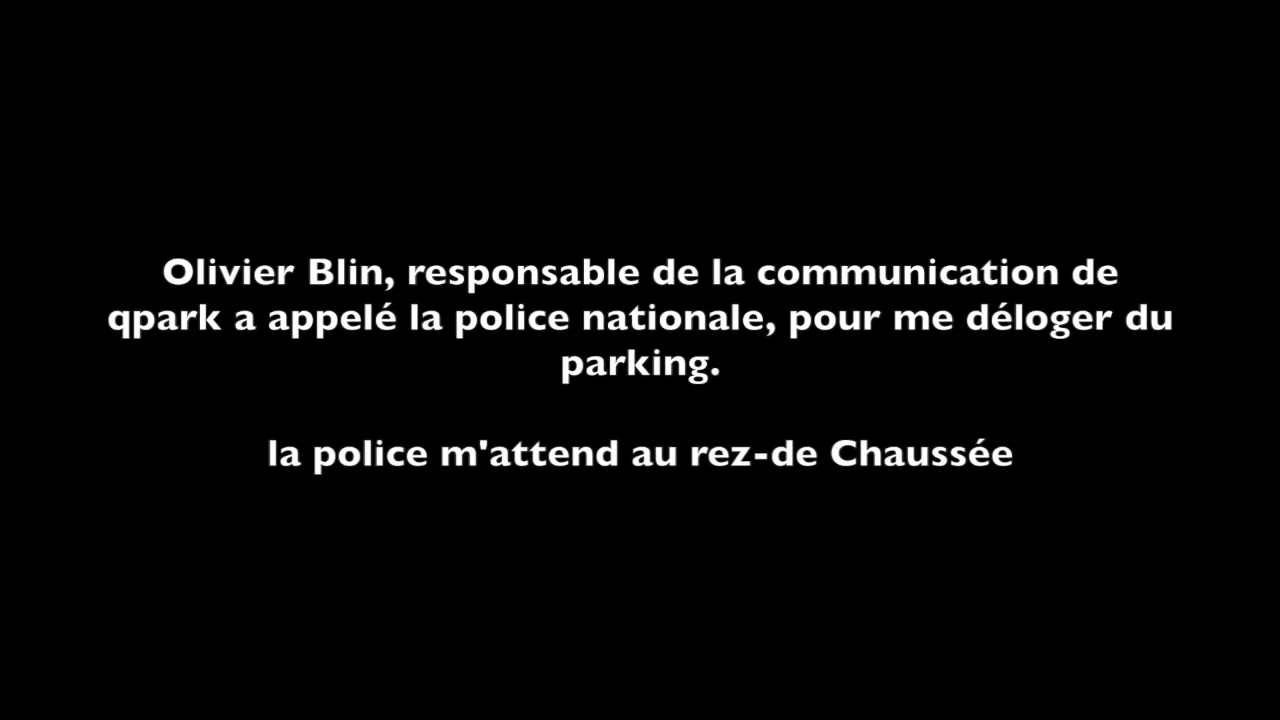 Olivier Blin, responsable de la communication de
qpark a appelé la police nationale, pour me déloger du
parking.
la police m'attend au rez-de Chaussée